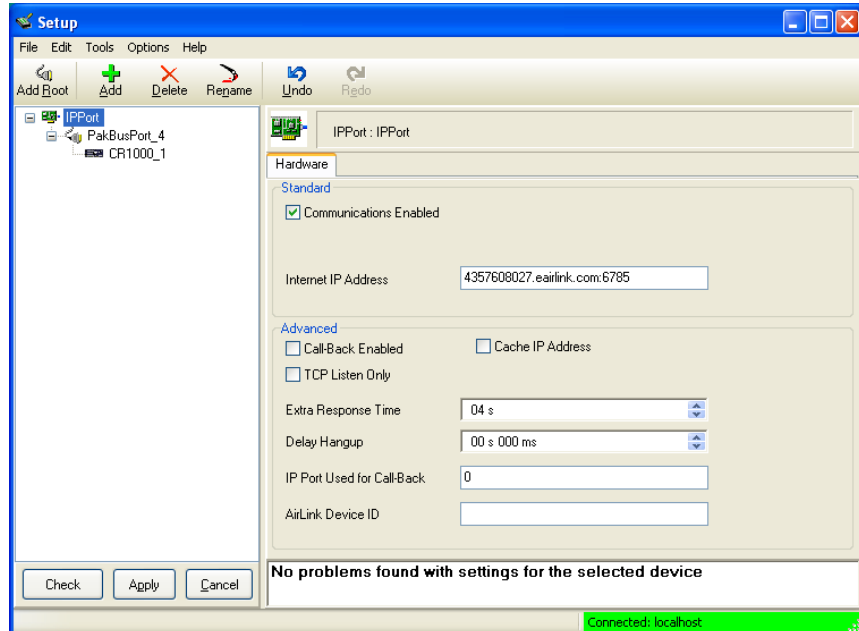 Setup
File Edit Tools Options Help
Add Root Add Delete Rename Undo Redo
IPPort
PakBusPort_4
CR1000_1
IPPort : IPPort
Hardware
Standard
Communications Enabled
Internet IP Address 4357608027.eairlink.com:6785
Advanced
Call-Back Enabled Cache IP Address
TCP Listen Only
Extra Response Time 04 s
Delay Hangup 00 s 000 ms
IP Port Used for Call-Back 0
AirLink Device ID
No problems found with settings for the selected device
Check Apply Cancel
Connected: localhost